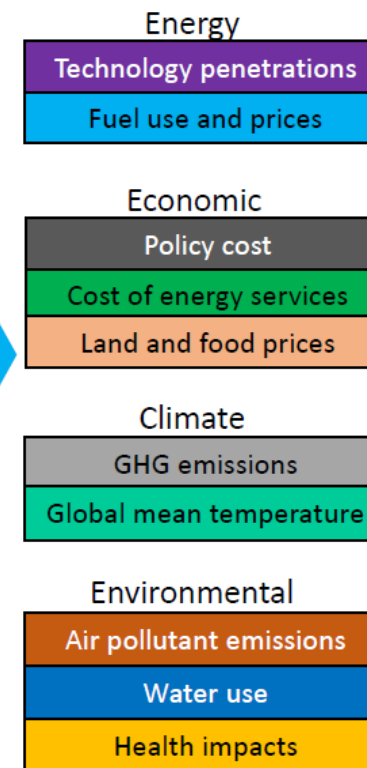 Energy
Technology penetrations
Fuel use and prices
Economic
Policy cost
Cost of energy services
Land and food prices
Climate
GHG emissions
Global mean temperature
Environmental
Air pollutant emissions
Water use
Health impacts